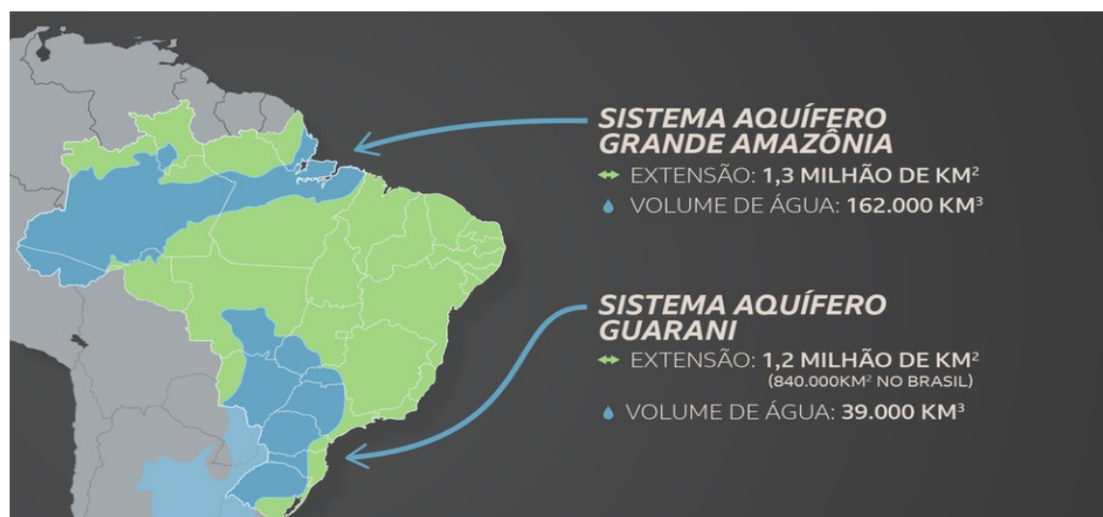 SISTEMA AQUÍFERO
GRANDE AMAZÔNIA
EXTENSÃO: 1,3 MILHÃO DE KM²
VOLUME DE ÁGUA: 162.000 KM³
SISTEMA AQUÍFERO
GUARANI
EXTENSÃO: 1,2 MILHÃO DE KM²
(840.000KM² NO BRASIL)
VOLUME DE ÁGUA: 39.000 KM³